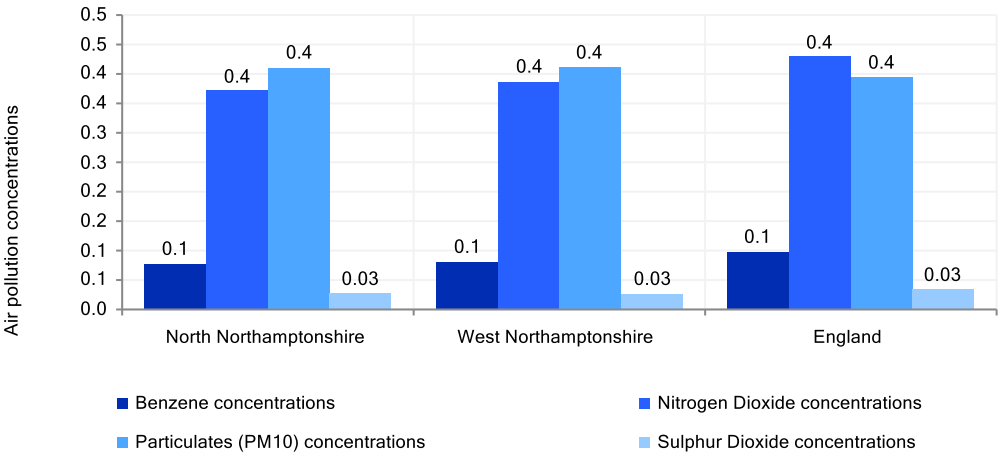 Air pollution concentrations
0.5
0.5
0.4
0.4
0.3
0.3
0.2
0.2
0.1
0.1
0.0
0.1
0.4
0.4
0.03
0.1
0.4
0.4
0.03
0.1
0.4
0.4
0.03
North Northamptonshire
West Northamptonshire
England
Benzene concentrations
Nitrogen Dioxide concentrations
Particulates (PM10) concentrations
Sulphur Dioxide concentrations